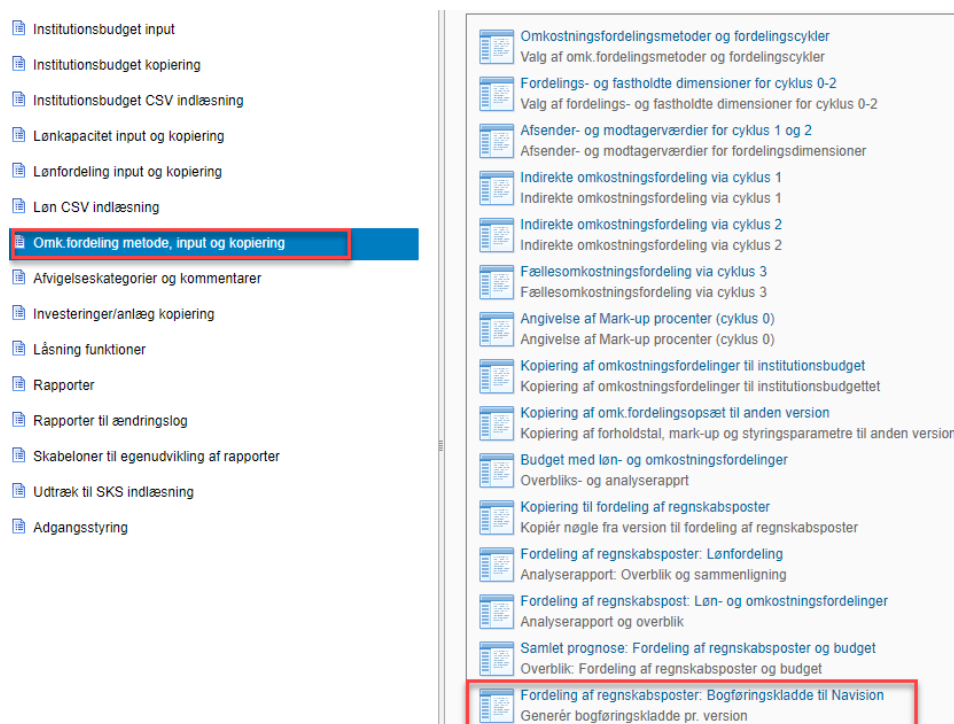 Institutionsbudget input
Institutionsbudget kopiering
Institutionsbudget CSV indlæsning
Lønkapacitet input og kopiering
Lønfordeling input og kopiering
Løn CSV indlæsning
Omk.fordeling metode, input og kopiering
Afvigelseskategorier og kommentarer
Investeringer/anlæg kopiering
Låsning funktioner
Rapporter
Rapporter til ændringslog
Skabeloner til egenudvikling af rapporter
Udtræk til SKS indlæsning
Adgangsstyring
Omkostningsfordelingsmetoder og fordelingscykler
Valg af omk.fordelingsmetoder og fordelingscykler
Fordelings- og fastholdte dimensioner for cyklus 0-2
Valg af fordelings- og fastholdte dimensioner for cyklus 0-2
Afsender- og modtagerværdier for cyklus 1 og 2
Afsender- og modtagerværdier for fordelingsdimensioner
Indirekte omkostningsfordeling via cyklus 1
Indirekte omkostningsfordeling via cyklus 1
Indirekte omkostningsfordeling via cyklus 2
Indirekte omkostningsfordeling via cyklus 2
Fællesomkostningsfordeling via cyklus 3
Fællesomkostningsfordeling via cyklus 3
Angivelse af Mark-up procenter (cyklus 0)
Angivelse af Mark-up procenter (cyklus 0)
Kopiering af omkostningsfordelinger til institutionsbudget
Kopiering af omkostningsfordelinger til institutionsbudgettet
Kopiering af omk.fordelingsopsæt til anden version
Kopiering af forholdstal, mark-up og styringsparametre til anden version
Budget med løn- og omkostningsfordelinger
Overbliks- og analyserapprt
Kopiering til fordeling af regnskabsposter
Kopiér nøgle fra version til fordeling af regnskabsposter
Fordeling af regnskabsposter: Lønfordeling
Analyserapport: Overblik og sammenligning
Fordeling af regnskabspost: Løn- og omkostningsfordelinger
Analyserapport og overblik
Samlet prognose: Fordeling af regnskabsposter og budget
Overblik: Fordeling af regnskabsposter og budget
Fordeling af regnskabsposter: Bogføringskladde til Navision
Generér bogføringskladde pr. version